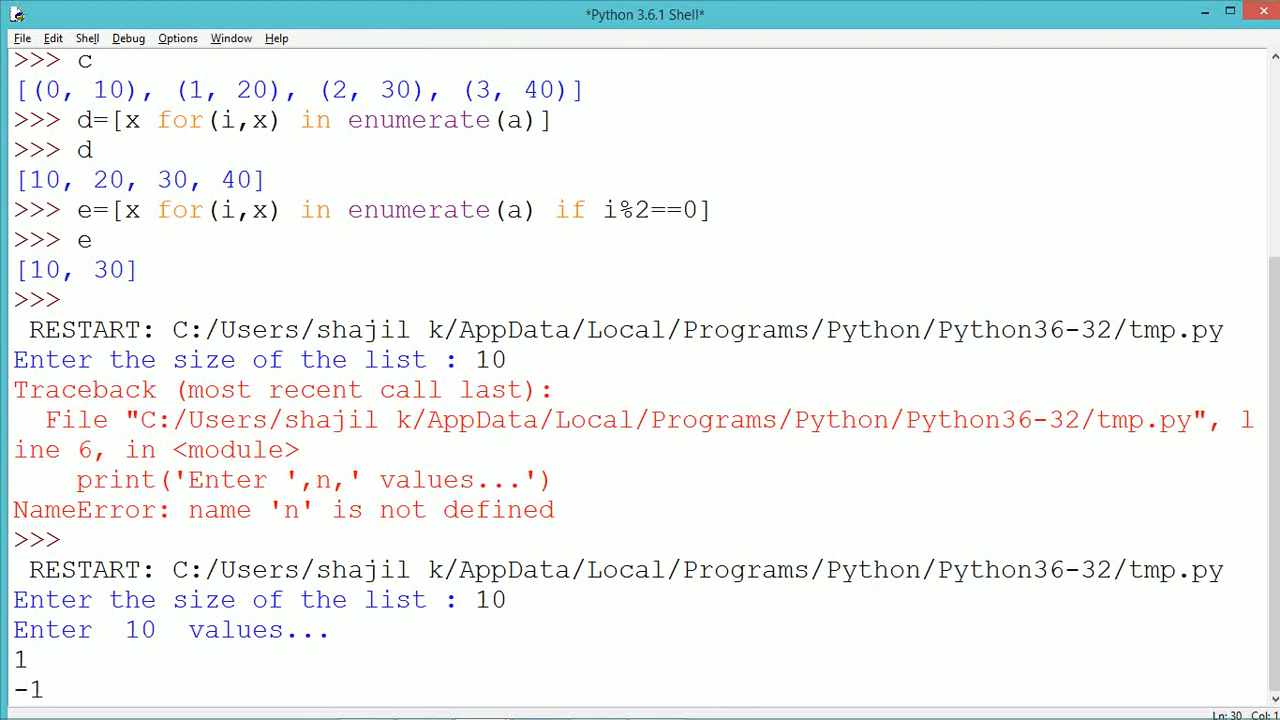 *Python 3.6.1 Shell*
File Edit Shell Debug Options Window Help
>>> c
[(0, 10), (1, 20), (2, 30), (3, 40)]
>>> d=[x for(i,x) in enumerate(a)]
>>> d
[10, 20, 30, 40]
>>> e=[x for(i,x) in enumerate(a) if i%2==0]
>>> e
[10, 30]
>>>
 RESTART: C:/Users/shajil k/AppData/Local/Programs/Python/Python36-32/tmp.py
Enter the size of the list : 10
Traceback (most recent call last):
  File "C:/Users/shajil k/AppData/Local/Programs/Python/Python36-32/tmp.py", l
ine 6, in <module>
    print('Enter ',n,' values...')
NameError: name 'n' is not defined
>>>
 RESTART: C:/Users/shajil k/AppData/Local/Programs/Python/Python36-32/tmp.py
Enter the size of the list : 10
Enter  10  values...
1
-1
Ln: 30 Col: 1